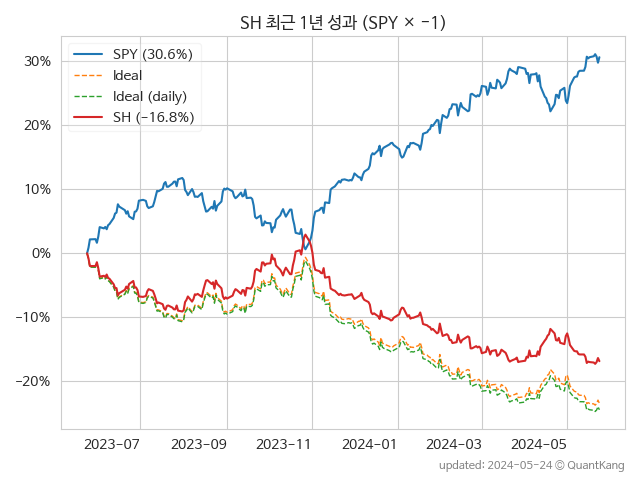 SH 최근 1년 성과 (SPY × −1)
SPY (30.6%)
Ideal
Ideal (daily)
SH (−16.8%)
30%
20%
10%
0%
−10%
−20%
2023−07
2023−09
2023−11
2024−01
2024−03
2024−05
updated: 2024−05−24 © QuantKang